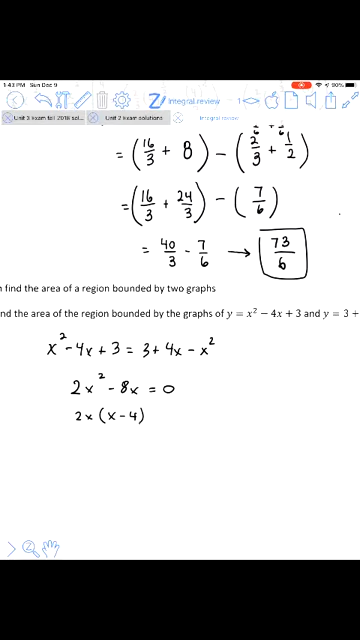 1:43 PM Sun Dec 9 90%
Integral review
Unit 3 exam fall 2018 sol... Unit 2 exam solutions Integral review
= (16/3 + 8) - (2/3 + 1/2)
= (16/3 + 24/3) - (7/6)
= 40/3 - 7/6 → 73/6
n find the area of a region bounded by two graphs
nd the area of the region bounded by the graphs of y = x² − 4x + 3 and y = 3 +
x² - 4x + 3 = 3 + 4x - x²
2x² - 8x = 0
2x (x - 4)